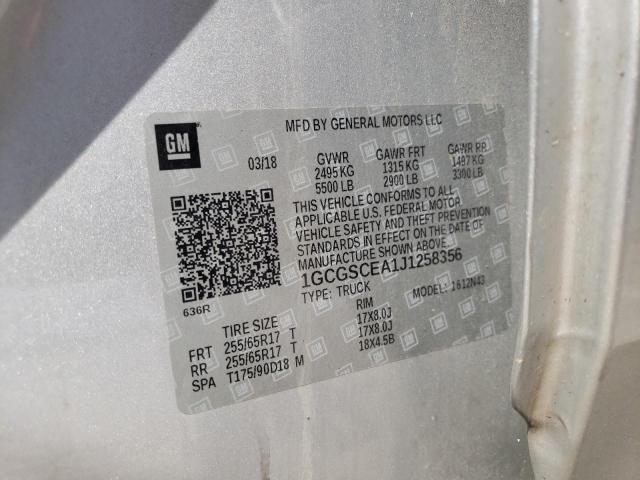 GM
MFD BY GENERAL MOTORS LLC
03/18 GVWR GAWR FRT GAWR RR
2495 KG 1315 KG 1497 KG
5500 LB 2900 LB 3300 LB
THIS VEHICLE CONFORMS TO ALL
APPLICABLE U.S. FEDERAL MOTOR
VEHICLE SAFETY AND THEFT PREVENTION
STANDARDS IN EFFECT ON THE DATE OF
MANUFACTURE SHOWN ABOVE.
1GCGSCEA1J1258356
636R
TYPE: TRUCK MODEL: 1612N43
TIRE SIZE RIM
FRT 255/65R17 T 17X8.0J
RR 255/65R17 T 17X8.0J
SPA T175/90D18 M 18X4.5B